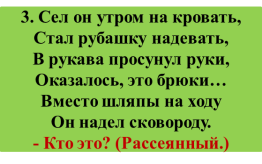 3. Сел он утром на кровать,
Стал рубашку надевать,
В рукава просунул руки,
Оказалось, это брюки…
Вместо шляпы на ходу
Он надел сковороду.
- Кто это? (Рассеянный.)